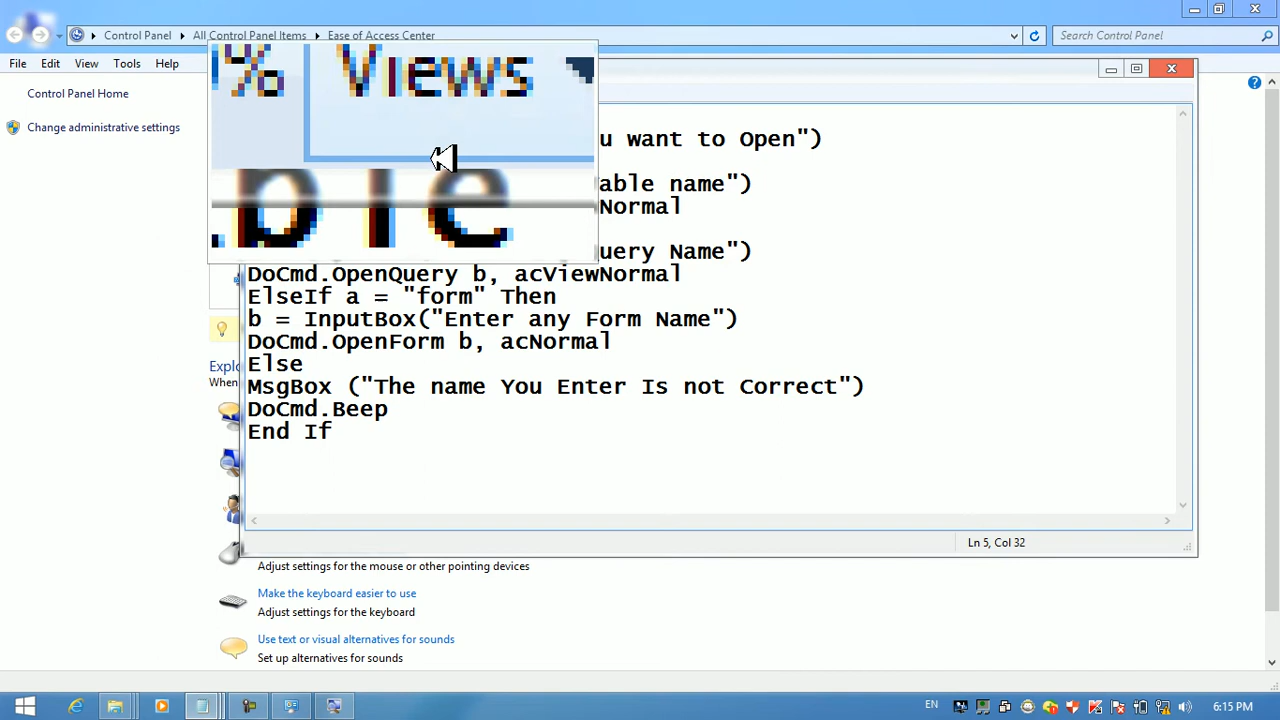 Control Panel All Control Panel Items Ease of Access Center
Search Control Panel
File Edit View Tools Help
Control Panel Home
Change administrative settings
% Views
ble
u want to Open")
able name")
Normal
uery Name")
DoCmd.OpenQuery b, acViewNormal
ElseIf a = "form" Then
b = InputBox("Enter any Form Name")
DoCmd.OpenForm b, acNormal
Else
MsgBox ("The name You Enter Is not Correct")
DoCmd.Beep
End If
Ln 5, Col 32
Explo
When
Adjust settings for the mouse or other pointing devices
Make the keyboard easier to use
Adjust settings for the keyboard
Use text or visual alternatives for sounds
Set up alternatives for sounds
EN
6:15 PM